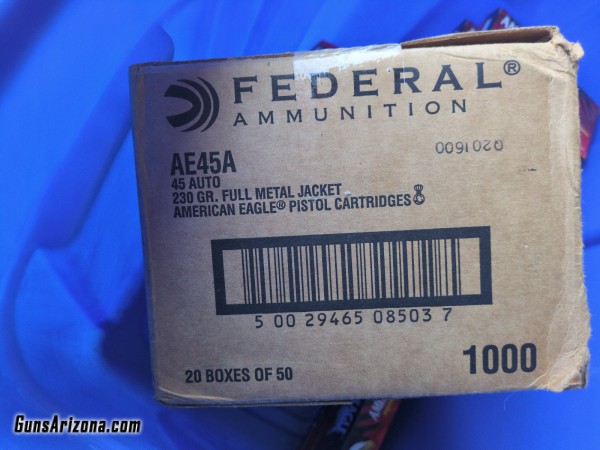 FEDERAL®
AMMUNITION
Q201600
AE45A
45 AUTO
230 GR. FULL METAL JACKET
AMERICAN EAGLE® PISTOL CARTRIDGES
5 00 29465 08503 7
20 BOXES OF 50
1000
GunsArizona.com